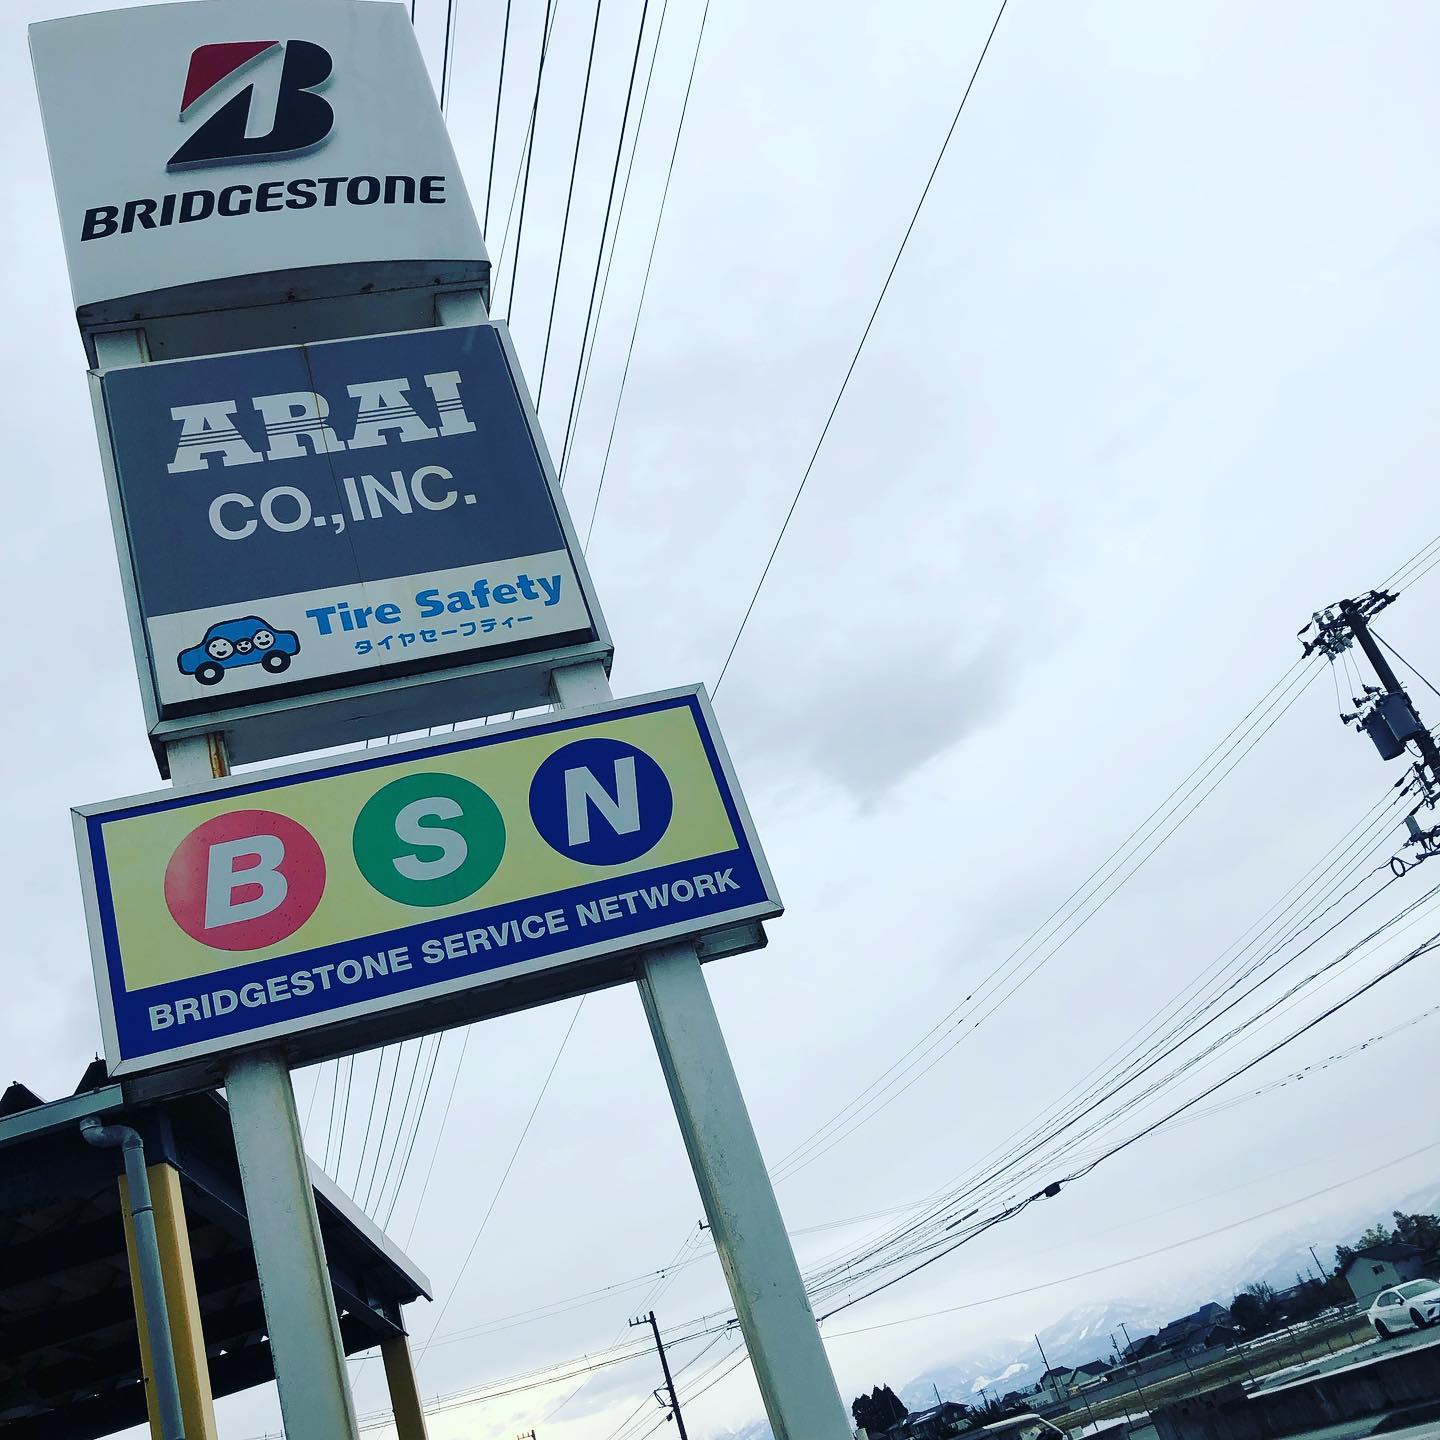 B
BRIDGESTONE
ARAI
CO.,INC.
Tire Safety
タイヤセーフティー
B S N
BRIDGESTONE SERVICE NETWORK